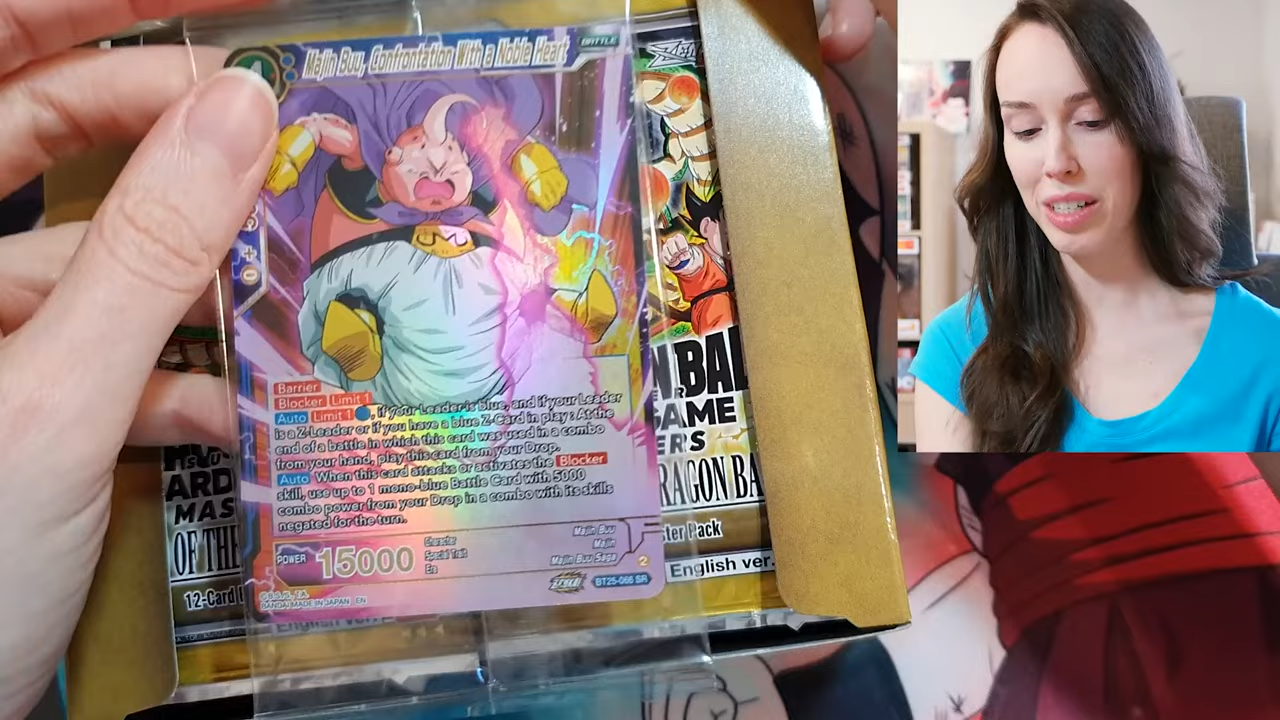 Majin Buu, Confrontation With a Noble Heart
BATTLE
Barrier
Blocker Limit 1
Auto Limit 1 , if your Leader is blue, and if your Leader
is a Z-Leader or if you have a blue Z-Card in play : At the
end of a battle in which this card was used in a combo
from your hand, play this card from your Drop.
Auto When this card attacks or activates the Blocker
skill, use up to 1 mono-blue Battle Card with 5000
combo power from your Drop in a combo with its skills
negated for the turn.
POWER 15000
Character Majin Buu
Special Trait Majin
Era Majin Buu Saga
2
BT25-066 SR
BANDAI MADE IN JAPAN EN
N BAL
GAME
ERS
RAGON BA
ster Pack
English ver.
ARD
MAS
OF THE
12-Card
English ver.